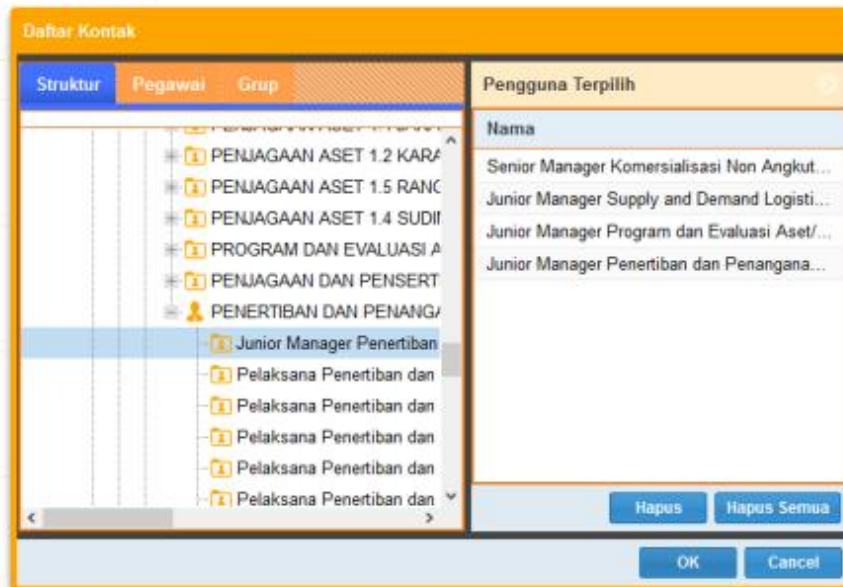 Daftar Kontak
Struktur Pegawai Grup
PENJAGAAN ASET 1.2 KARA
PENJAGAAN ASET 1.5 RANG
PENJAGAAN ASET 1.4 SUDI
PROGRAM DAN EVALUASI A
PENJAGAAN DAN PENSERT
PENERTIBAN DAN PENANGA
Junior Manager Penertiban
Pelaksana Penertiban dan
Pelaksana Penertiban dan
Pelaksana Penertiban dan
Pelaksana Penertiban dan
Pelaksana Penertiban dan
Pengguna Terpilih
Nama
Senior Manager Komersialisasi Non Angkut...
Junior Manager Supply and Demand Logisti...
Junior Manager Program dan Evaluasi Aset/...
Junior Manager Penertiban dan Penangana...
Hapus Hapus Semua
OK Cancel